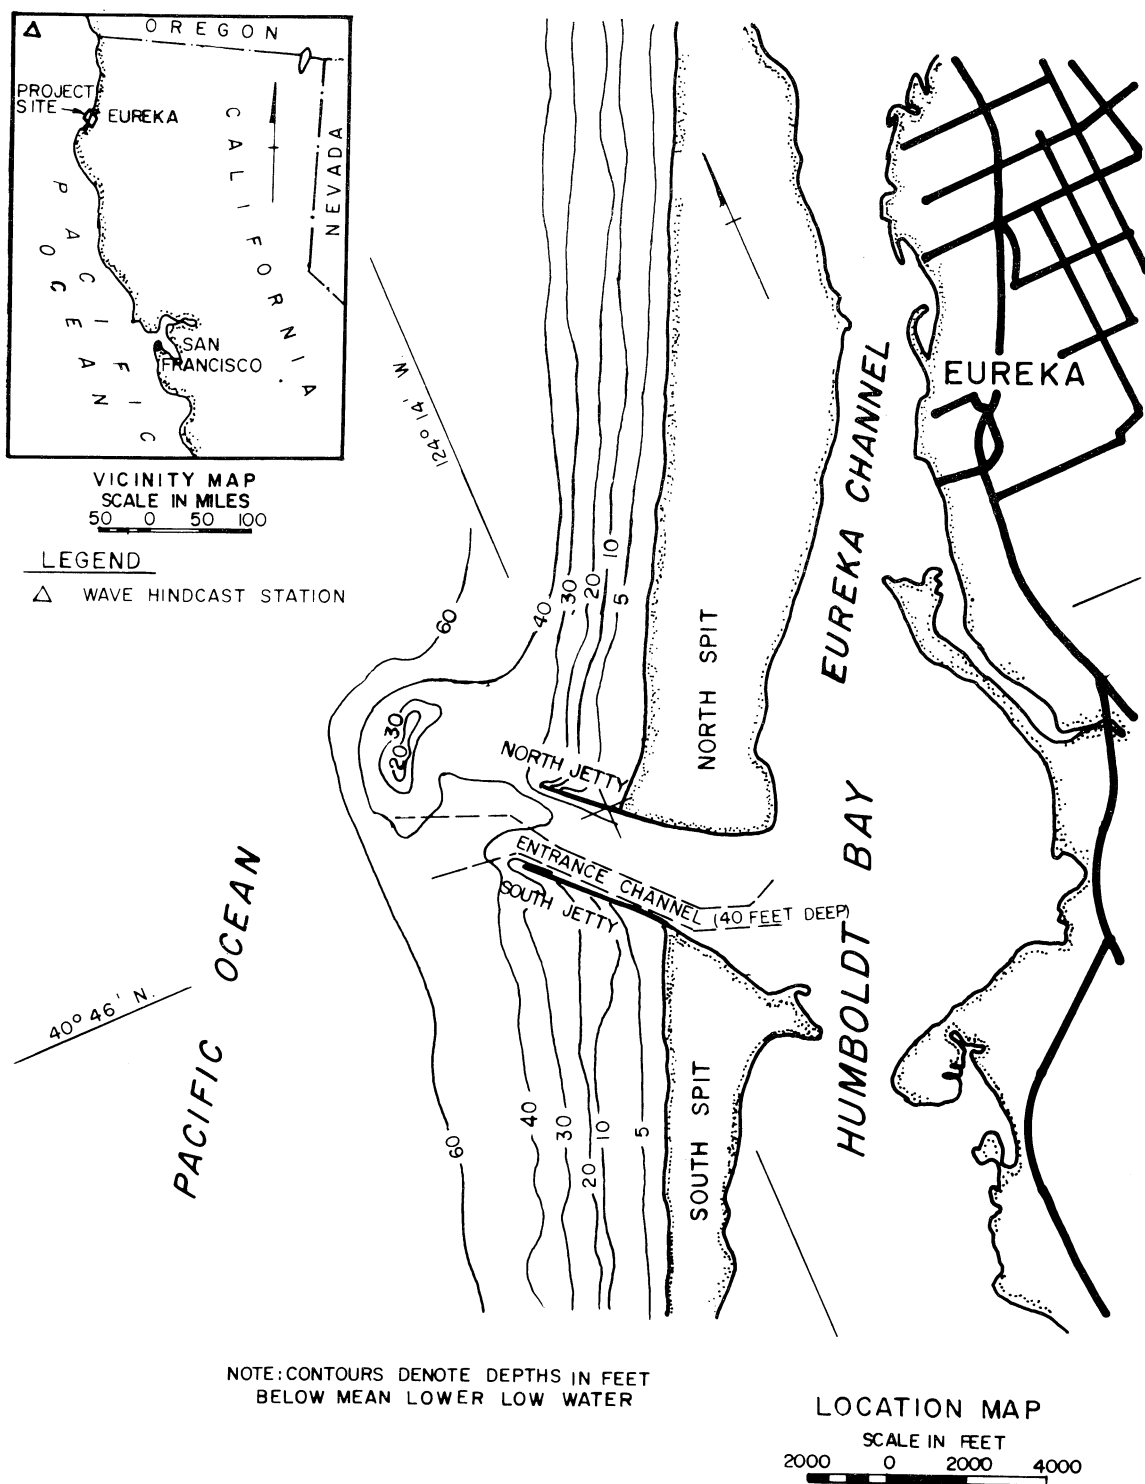 OREGON
PROJECT
SITE
EUREKA
CALIFORNIA
NEVADA
PACIFIC
OCEAN
SAN
FRANCISCO
VICINITY MAP
SCALE IN MILES
50 0 50 100
LEGEND
WAVE HINDCAST STATION
124° 14' W.
60
40
30
20
10
5
30
20
NORTH JETTY
NORTH SPIT
EUREKA CHANNEL
EUREKA
ENTRANCE CHANNEL (40 FEET DEEP)
SOUTH JETTY
HUMBOLDT BAY
PACIFIC OCEAN
40° 46' N.
60
40
30
20
10
5
SOUTH SPIT
NOTE: CONTOURS DENOTE DEPTHS IN FEET
BELOW MEAN LOWER LOW WATER
LOCATION MAP
SCALE IN FEET
2000 0 2000 4000